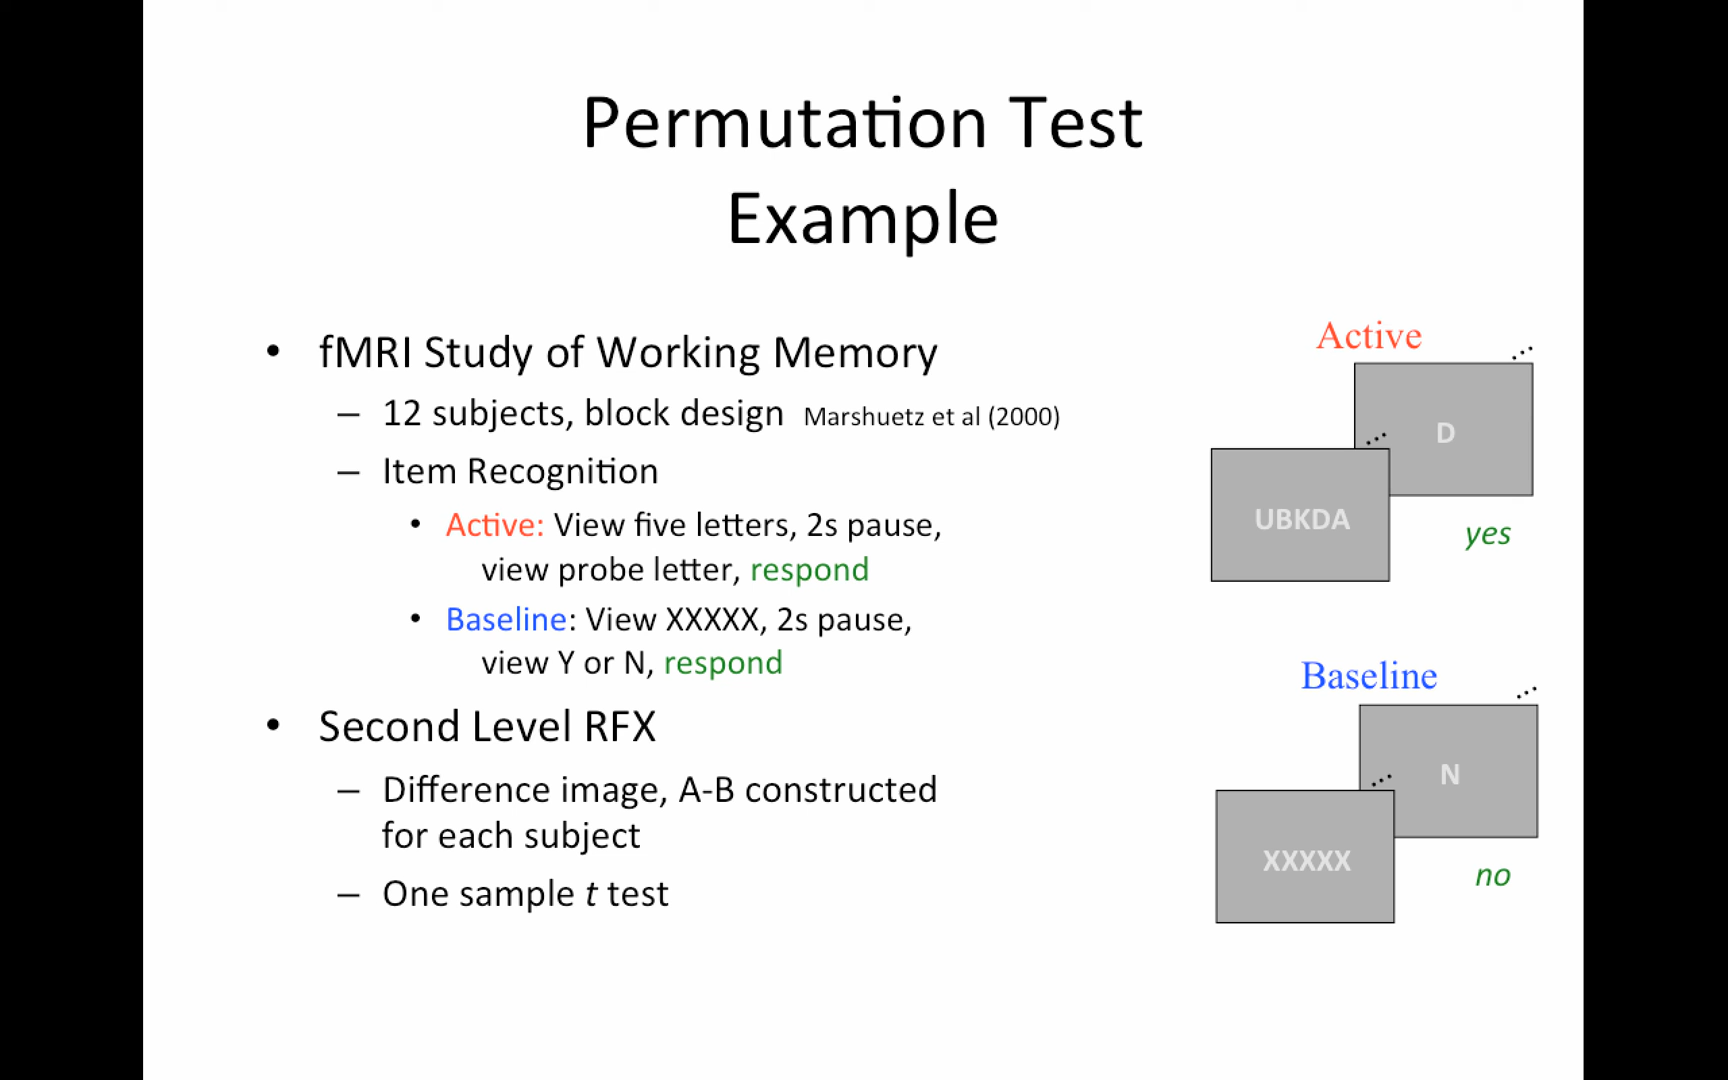 Permutation Test
Example
• fMRI Study of Working Memory
– 12 subjects, block design Marshuetz et al (2000)
– Item Recognition
• Active: View five letters, 2s pause,
view probe letter, respond
• Baseline: View XXXXX, 2s pause,
view Y or N, respond
• Second Level RFX
– Difference image, A-B constructed
for each subject
– One sample t test
Active
...
D
...
UBKDA
yes
Baseline
...
N
...
XXXXX
no